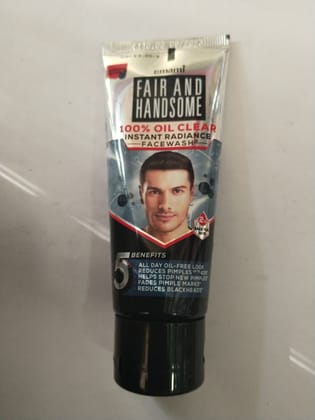 emami
FAIR AND
HANDSOME
100% OIL CLEAR
INSTANT RADIANCE
FACEWASH
5 BENEFITS
ALL DAY OIL-FREE LOOK
REDUCES PIMPLES
HELPS STOP NEW PIMPLES
FADES PIMPLE MARKS
REDUCES BLACKHEADS